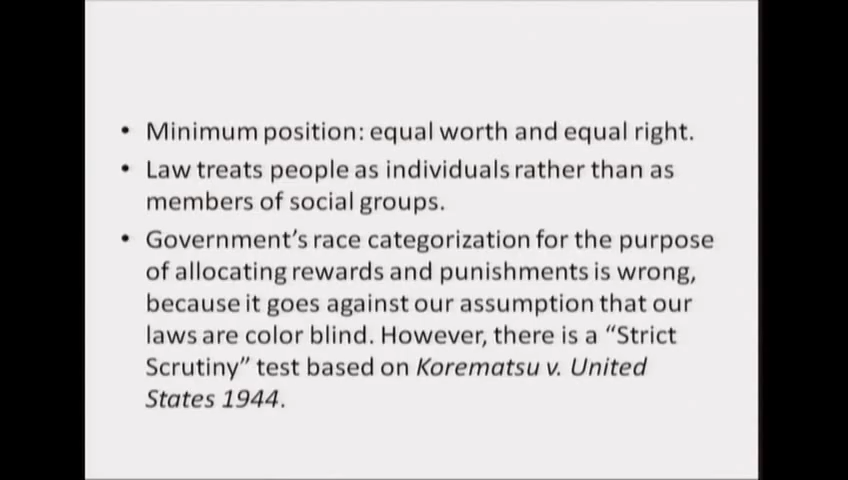 • Minimum position: equal worth and equal right.
• Law treats people as individuals rather than as
members of social groups.
• Government’s race categorization for the purpose
of allocating rewards and punishments is wrong,
because it goes against our assumption that our
laws are color blind. However, there is a “Strict
Scrutiny” test based on Korematsu v. United
States 1944.